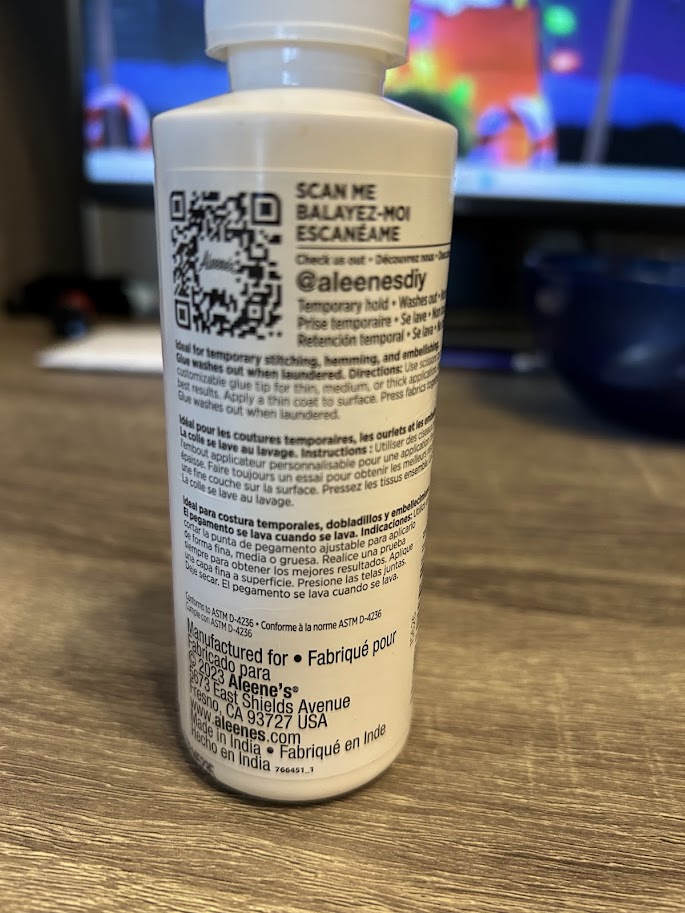 Aleene's
SCAN ME
BALAYEZ-MOI
ESCANÉAME
Check us out • Découvrez nous •
@aleenesdiy
Temporary hold • Washes out •
Prise temporaire • Se lave •
Retención temporal • Se lava •
Ideal for temporary stitching, hemming, and embellishing.
Glue washes out when laundered. Directions: Use
customizable glue tip for thin, medium, or thick
best results. Apply a thin coat to surface. Press fabrics
Glue washes out when laundered.
Idéal pour les coutures temporaires, les ourlets et les
La colle se lave au lavage. Instructions : Utiliser des
l'embout applicateur personnalisable pour une application
épaisse. Faire toujours un essai pour obtenir les meilleurs
une fine couche sur la surface. Pressez les tissus ensemble.
La colle se lave au lavage.
Ideal para costura temporales, dobladillos y
El pegamento se lava cuando se lava. Indicaciones:
cortar la punta de pegamento ajustable para aplicarlo
de forma fina, media o gruesa. Realice una prueba
siempre para obtener los mejores resultados. Aplique
una capa fina a superficie. Presione las telas juntas.
Deje secar. El pegamento se lava cuando se lava.
Conforms to ASTM D-4236 • Conforme à la norme ASTM D-4236
Cumple con ASTM D-4236
Manufactured for • Fabriqué pour
Fabricado para
© 2023 Aleene's®
5673 East Shields Avenue
Fresno, CA 93727 USA
www.aleenes.com
Made in India • Fabriqué en Inde
Hecho en India 766451_1